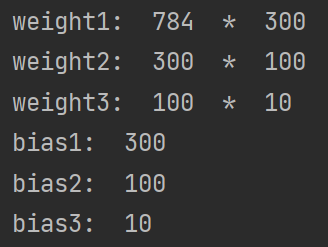 weight1:  784  *  300
weight2:  300  *  100
weight3:  100  *  10
bias1:  300
bias2:  100
bias3:  10